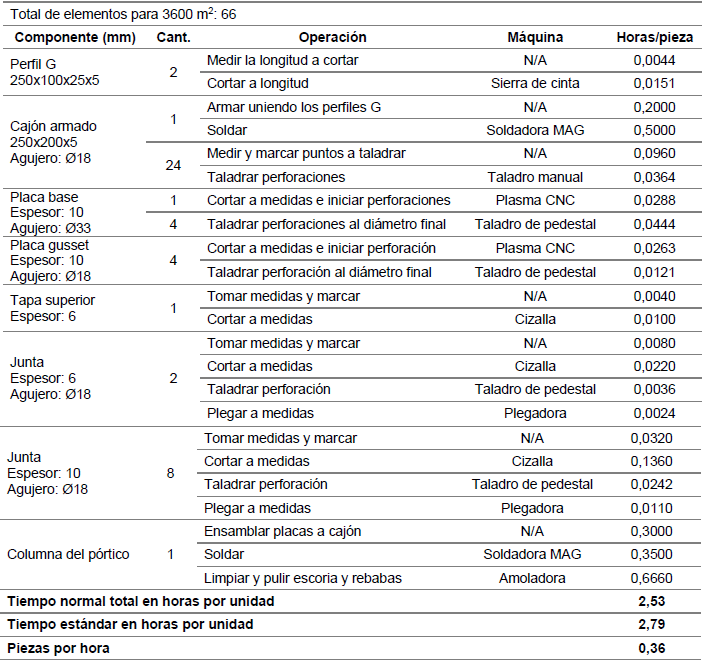 Total de elementos para 3600 m²: 66
Componente (mm) Cant. Operación Máquina Horas/pieza
Perfil G
250x100x25x5
2
Medir la longitud a cortar N/A 0,0044
Cortar a longitud Sierra de cinta 0,0151
Cajón armado
250x200x5
Agujero: Ø18
1
Armar uniendo los perfiles G N/A 0,2000
Soldar Soldadora MAG 0,5000
24
Medir y marcar puntos a taladrar N/A 0,0960
Taladrar perforaciones Taladro manual 0,0364
Placa base
Espesor: 10
Agujero: Ø33
1 Cortar a medidas e iniciar perforaciones Plasma CNC 0,0288
4 Taladrar perforaciones al diámetro final Taladro de pedestal 0,0444
Placa gusset
Espesor: 10
Agujero: Ø18
4
Cortar a medidas e iniciar perforación Plasma CNC 0,0263
Taladrar perforación al diámetro final Taladro de pedestal 0,0121
Tapa superior
Espesor: 6
1
Tomar medidas y marcar N/A 0,0040
Cortar a medidas Cizalla 0,0100
Junta
Espesor: 6
Agujero: Ø18
2
Tomar medidas y marcar N/A 0,0080
Cortar a medidas Cizalla 0,0220
Taladrar perforación Taladro de pedestal 0,0036
Plegar a medidas Plegadora 0,0024
Junta
Espesor: 10
Agujero: Ø18
8
Tomar medidas y marcar N/A 0,0320
Cortar a medidas Cizalla 0,1360
Taladrar perforación Taladro de pedestal 0,0242
Plegar a medidas Plegadora 0,0110
Columna del pórtico
1
Ensamblar placas a cajón N/A 0,3000
Soldar Soldadora MAG 0,3500
Limpiar y pulir escoria y rebabas Amoladora 0,6660
Tiempo normal total en horas por unidad 2,53
Tiempo estándar en horas por unidad 2,79
Piezas por hora 0,36